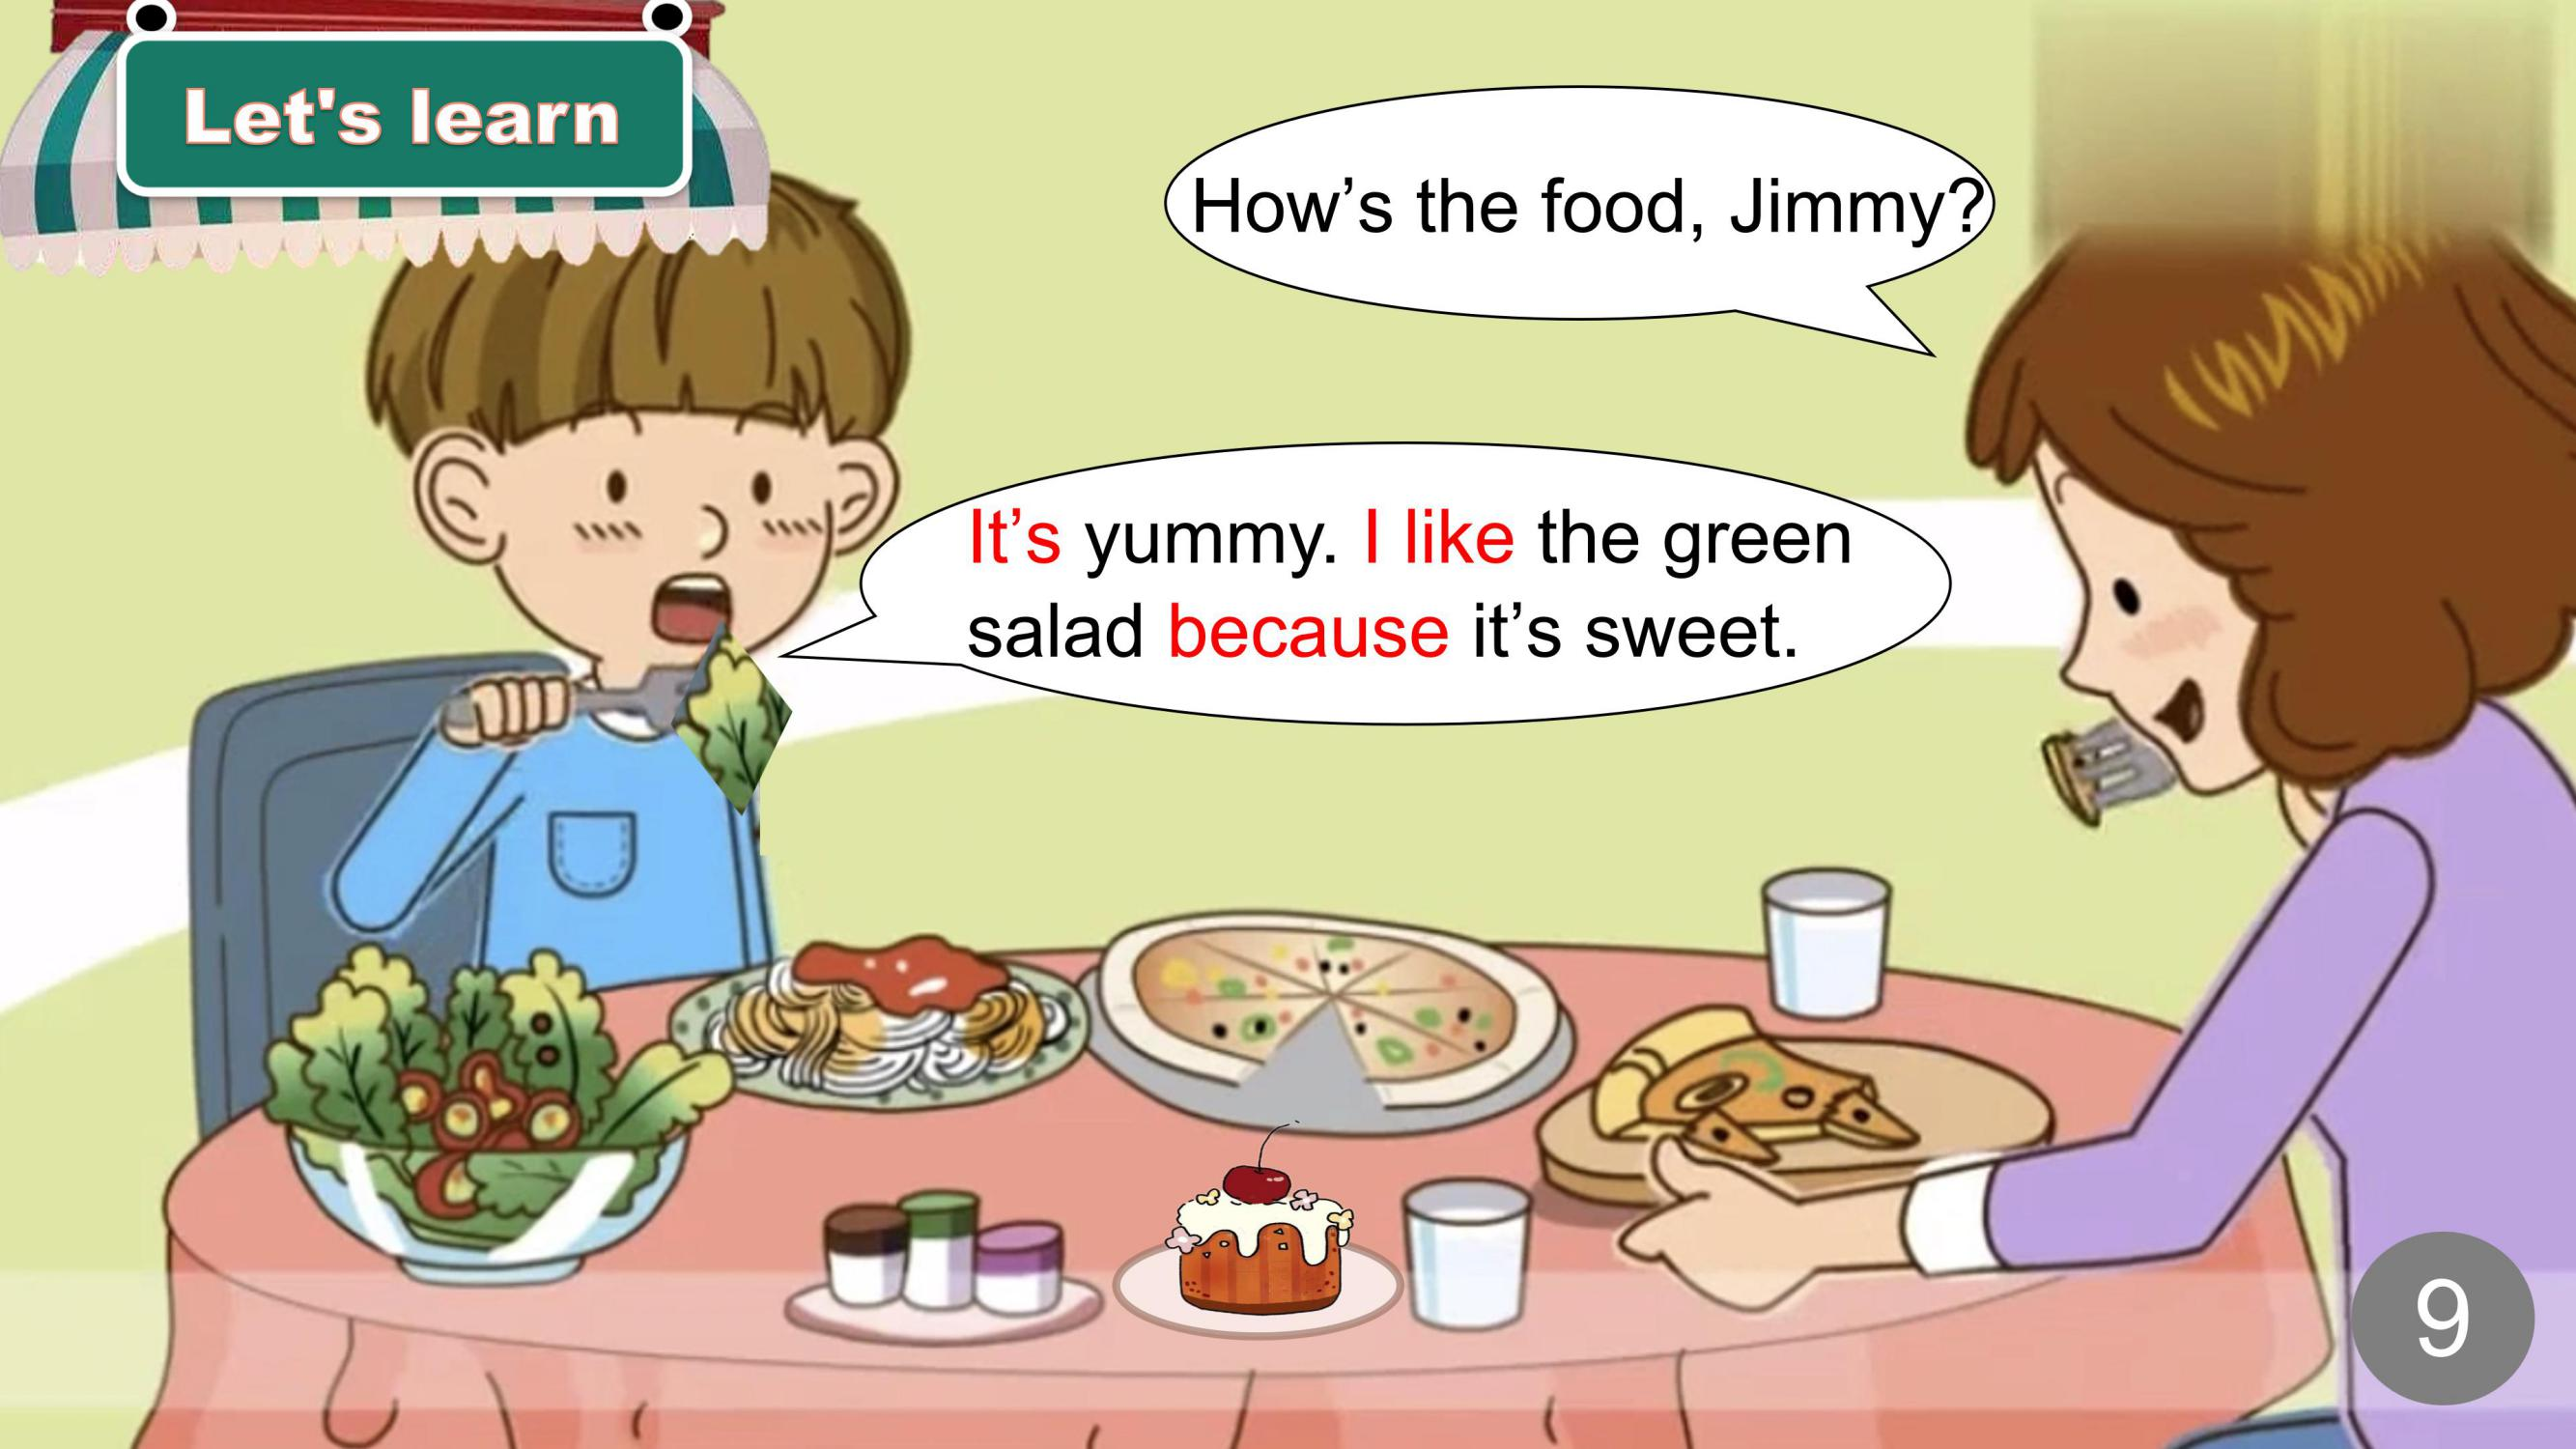 Let's learn
How’s the food, Jimmy?
It’s yummy. I like the green
salad because it’s sweet.
9